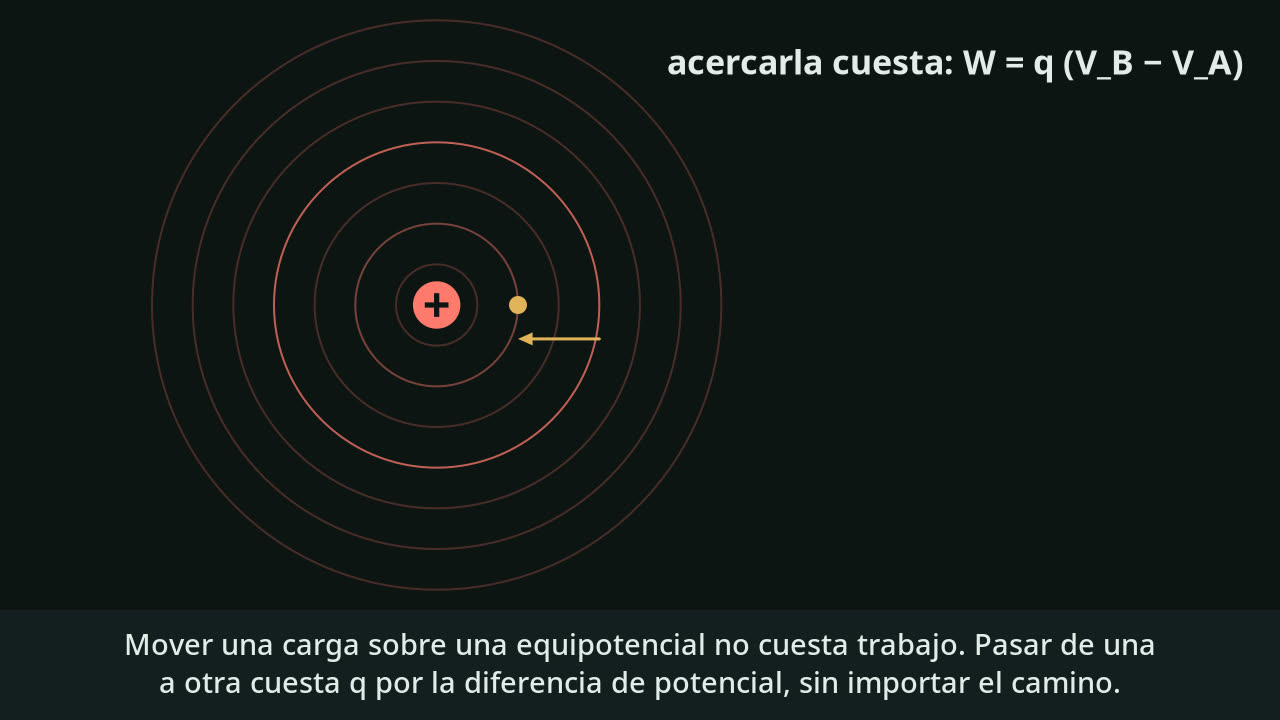 acercarla cuesta: W = q (V_B − V_A)
+
Mover una carga sobre una equipotencial no cuesta trabajo. Pasar de una
a otra cuesta q por la diferencia de potencial, sin importar el camino.